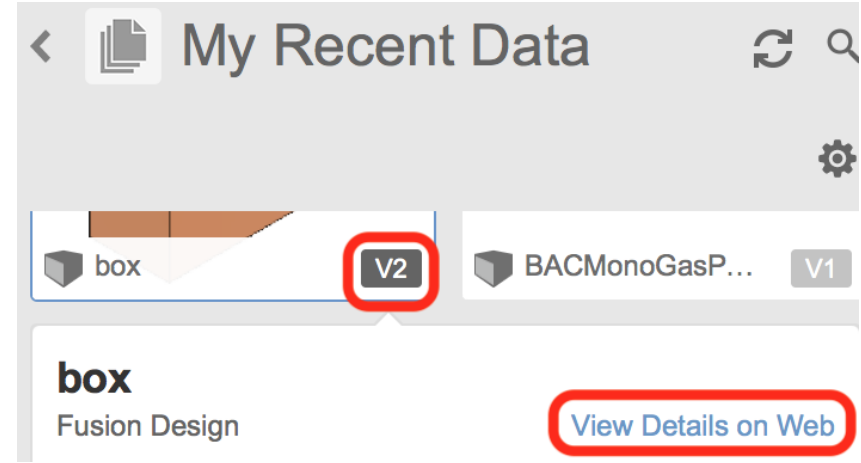 My Recent Data
box V2 BACMonoGasP... V1
box
Fusion Design View Details on Web